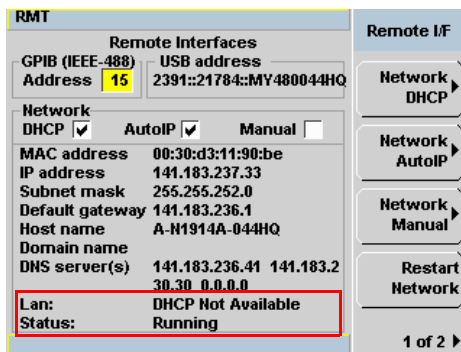 RMT
Remote Interfaces
GPIB (IEEE-488)
Address 15
USB address
2391::21784::MY480044HQ
Network
DHCP AutoIP Manual
MAC address 00:30:d3:11:90:be
IP address 141.183.237.33
Subnet mask 255.255.252.0
Default gateway 141.183.236.1
Host name A-N1914A-044HQ
Domain name
DNS server(s) 141.183.236.41 141.183.2
30.30 0.0.0.0
Lan: DHCP Not Available
Status: Running
Remote I/F
Network
DHCP
Network
AutoIP
Network
Manual
Restart
Network
1 of 2